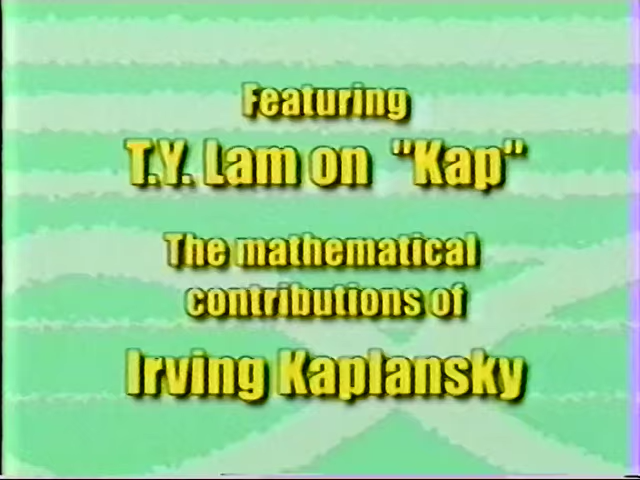 Featuring
T.Y. Lam on "Kap"
The mathematical
contributions of
Irving Kaplansky